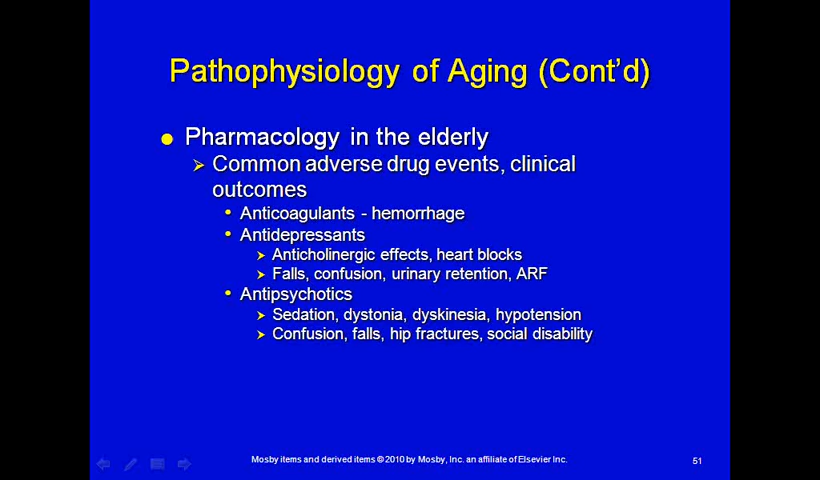 Pathophysiology of Aging (Cont'd)
Pharmacology in the elderly
Common adverse drug events, clinical
outcomes
Anticoagulants - hemorrhage
Antidepressants
Anticholinergic effects, heart blocks
Falls, confusion, urinary retention, ARF
Antipsychotics
Sedation, dystonia, dyskinesia, hypotension
Confusion, falls, hip fractures, social disability
Mosby items and derived items © 2010 by Mosby, Inc. an affiliate of Elsevier Inc.
51